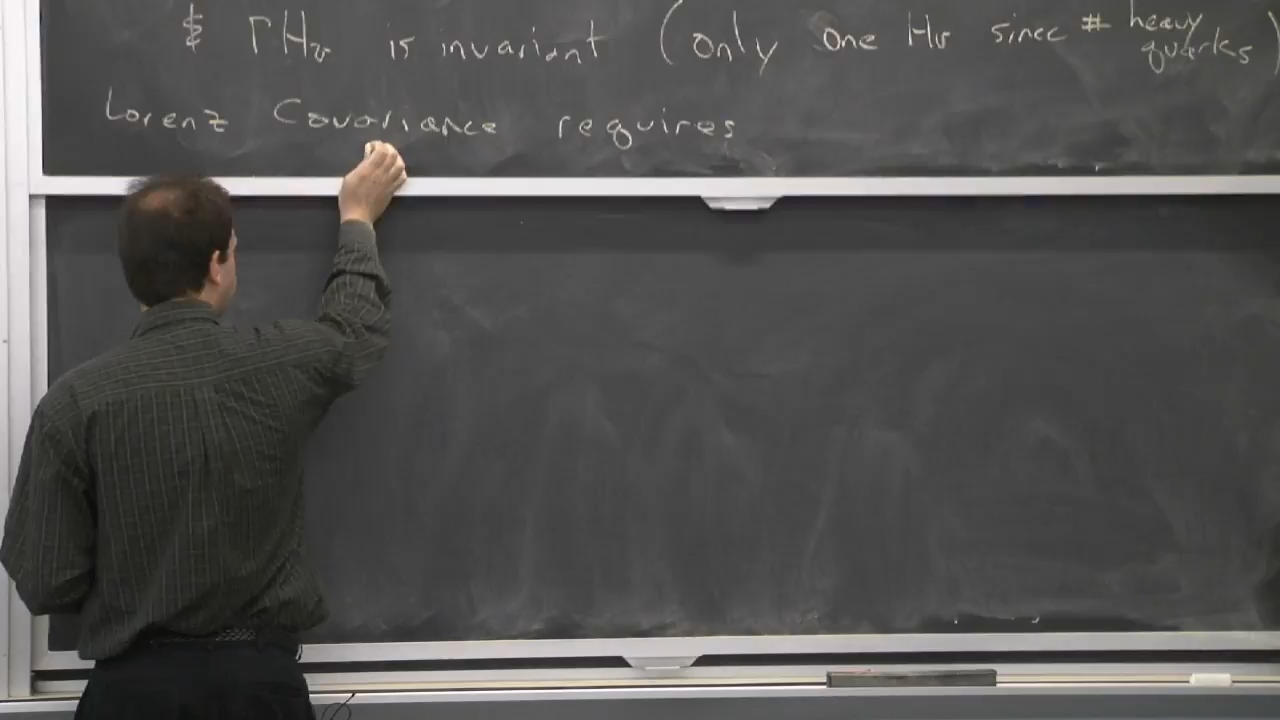 & ΓHᵥ is invariant (only one Hᵥ since # heavy quarks)
Lorenz Covariance requires